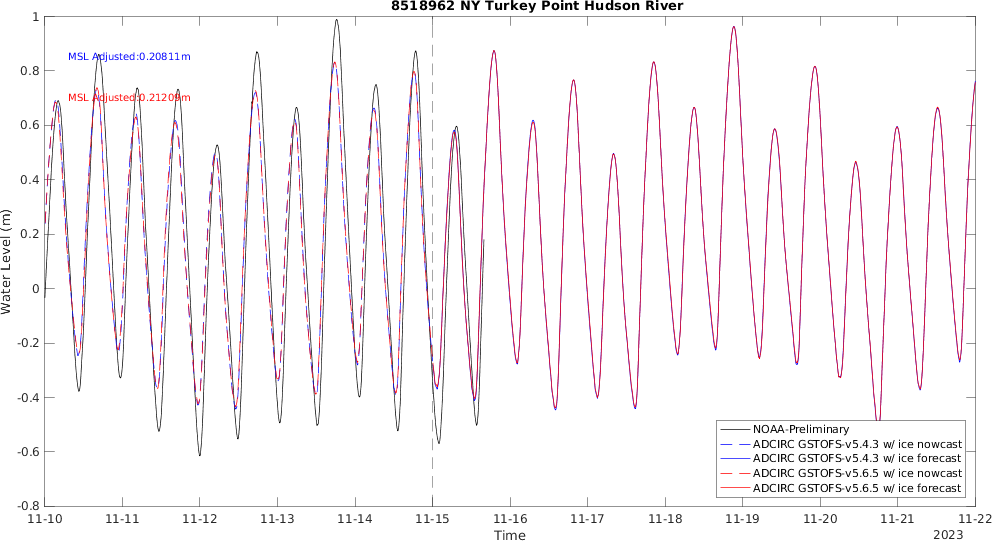 8518962 NY Turkey Point Hudson River
MSL Adjusted:0.20811m
MSL Adjusted:0.21209m
1
0.8
0.6
0.4
0.2
0
-0.2
-0.4
-0.6
-0.8
Water Level (m)
NOAA-Preliminary
ADCIRC GSTOFS-v5.4.3 w/ ice nowcast
ADCIRC GSTOFS-v5.4.3 w/ ice forecast
ADCIRC GSTOFS-v5.6.5 w/ ice nowcast
ADCIRC GSTOFS-v5.6.5 w/ ice forecast
11-10 11-11 11-12 11-13 11-14 11-15 11-16 11-17 11-18 11-19 11-20 11-21 11-22
Time
2023